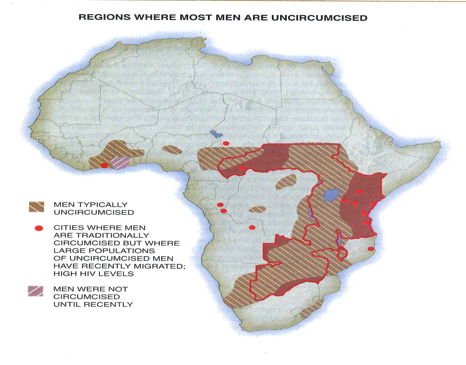 REGIONS WHERE MOST MEN ARE UNCIRCUMCISED
MEN TYPICALLY
UNCIRCUMCISED
CITIES WHERE MEN
ARE TRADITIONALLY
CIRCUMCISED BUT WHERE
LARGE POPULATIONS
OF UNCIRCUMCISED MEN
HAVE RECENTLY MIGRATED;
HIGH HIV LEVELS
MEN WERE NOT
CIRCUMCISED
UNTIL RECENTLY